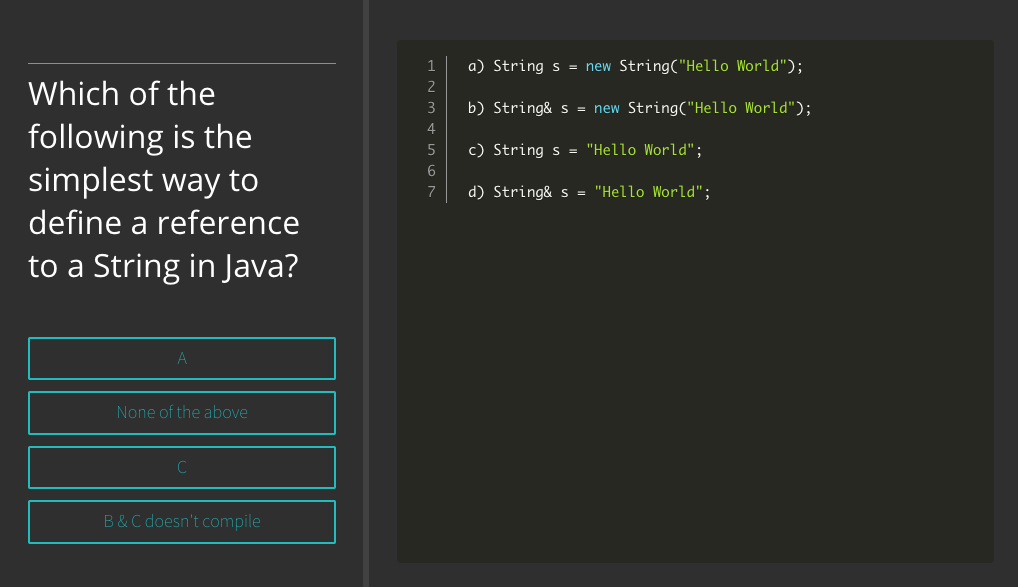 Which of the
following is the
simplest way to
define a reference
to a String in Java?
A
None of the above
C
B & C doesn't compile
1 a) String s = new String("Hello World");
2
3 b) String& s = new String("Hello World");
4
5 c) String s = "Hello World";
6
7 d) String& s = "Hello World";